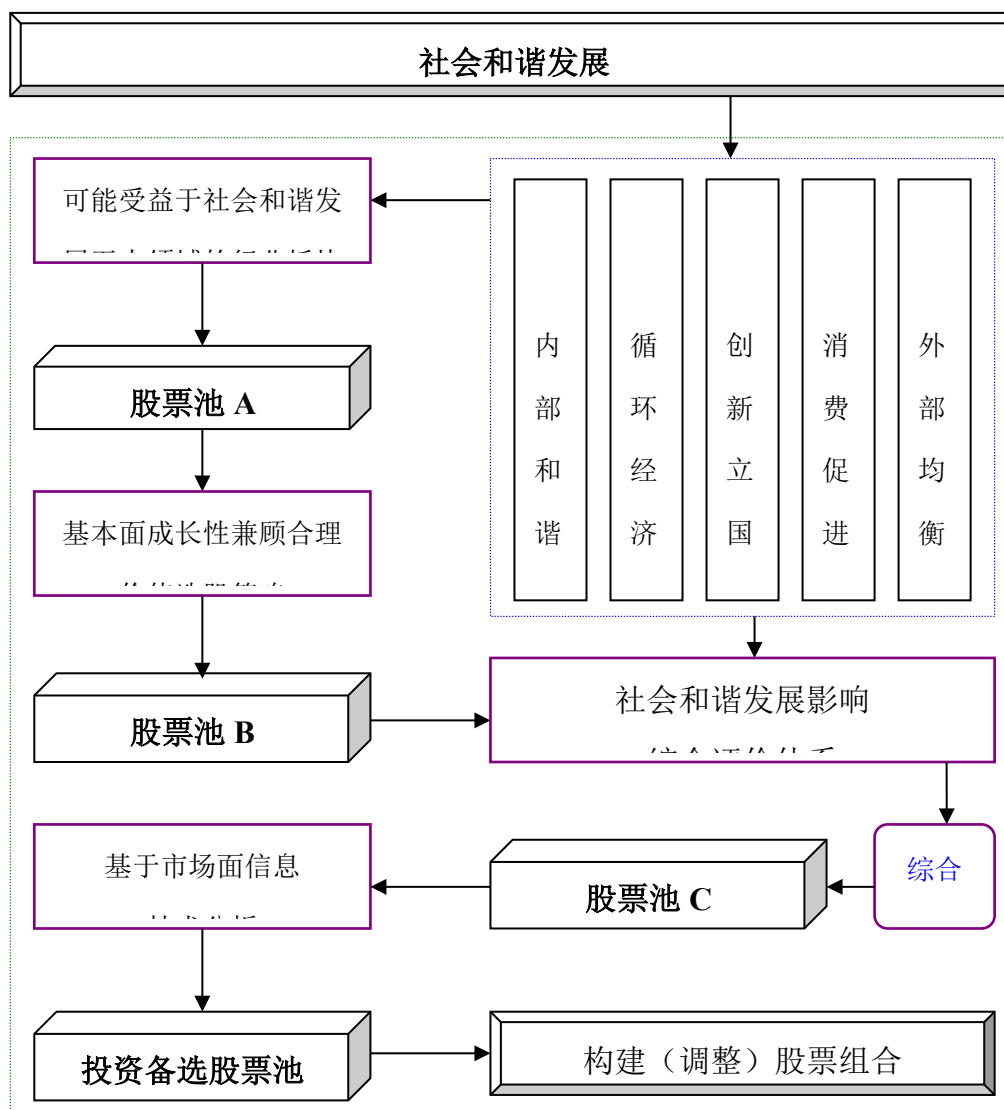 社会和谐发展
可能受益于社会和谐发
股票池 A
基本面成长性兼顾合理
股票池 B
内部和谐
循环经济
创新立国
消费促进
外部均衡
社会和谐发展影响
综合
股票池 C
基于市场面信息
投资备选股票池
构建（调整）股票组合